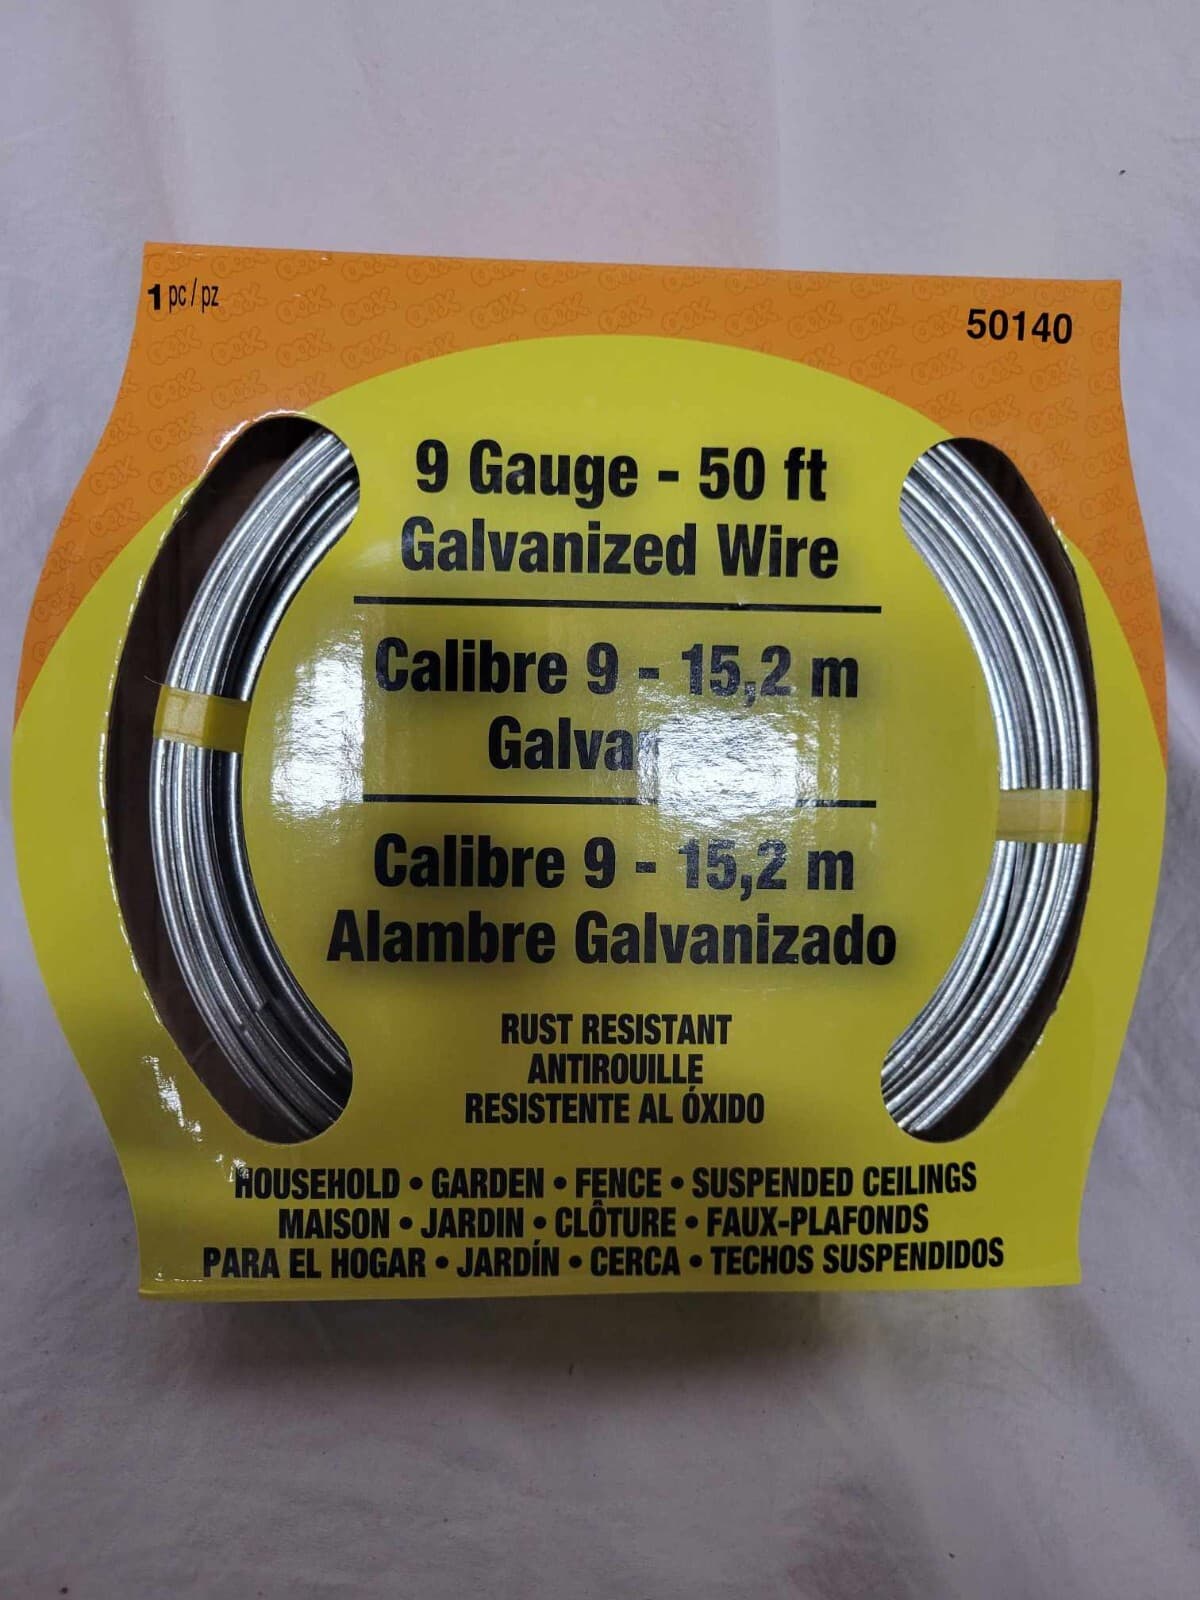 1 pc / pz
50140
9 Gauge - 50 ft
Galvanized Wire
Calibre 9 - 15,2 m
Calibre 9 - 15,2 m
Alambre Galvanizado
RUST RESISTANT
ANTIROUILLE
RESISTENTE AL ÓXIDO
HOUSEHOLD • GARDEN • FENCE • SUSPENDED CEILINGS
MAISON • JARDIN • CLÔTURE • FAUX-PLAFONDS
PARA EL HOGAR • JARDÍN • CERCA • TECHOS SUSPENDIDOS